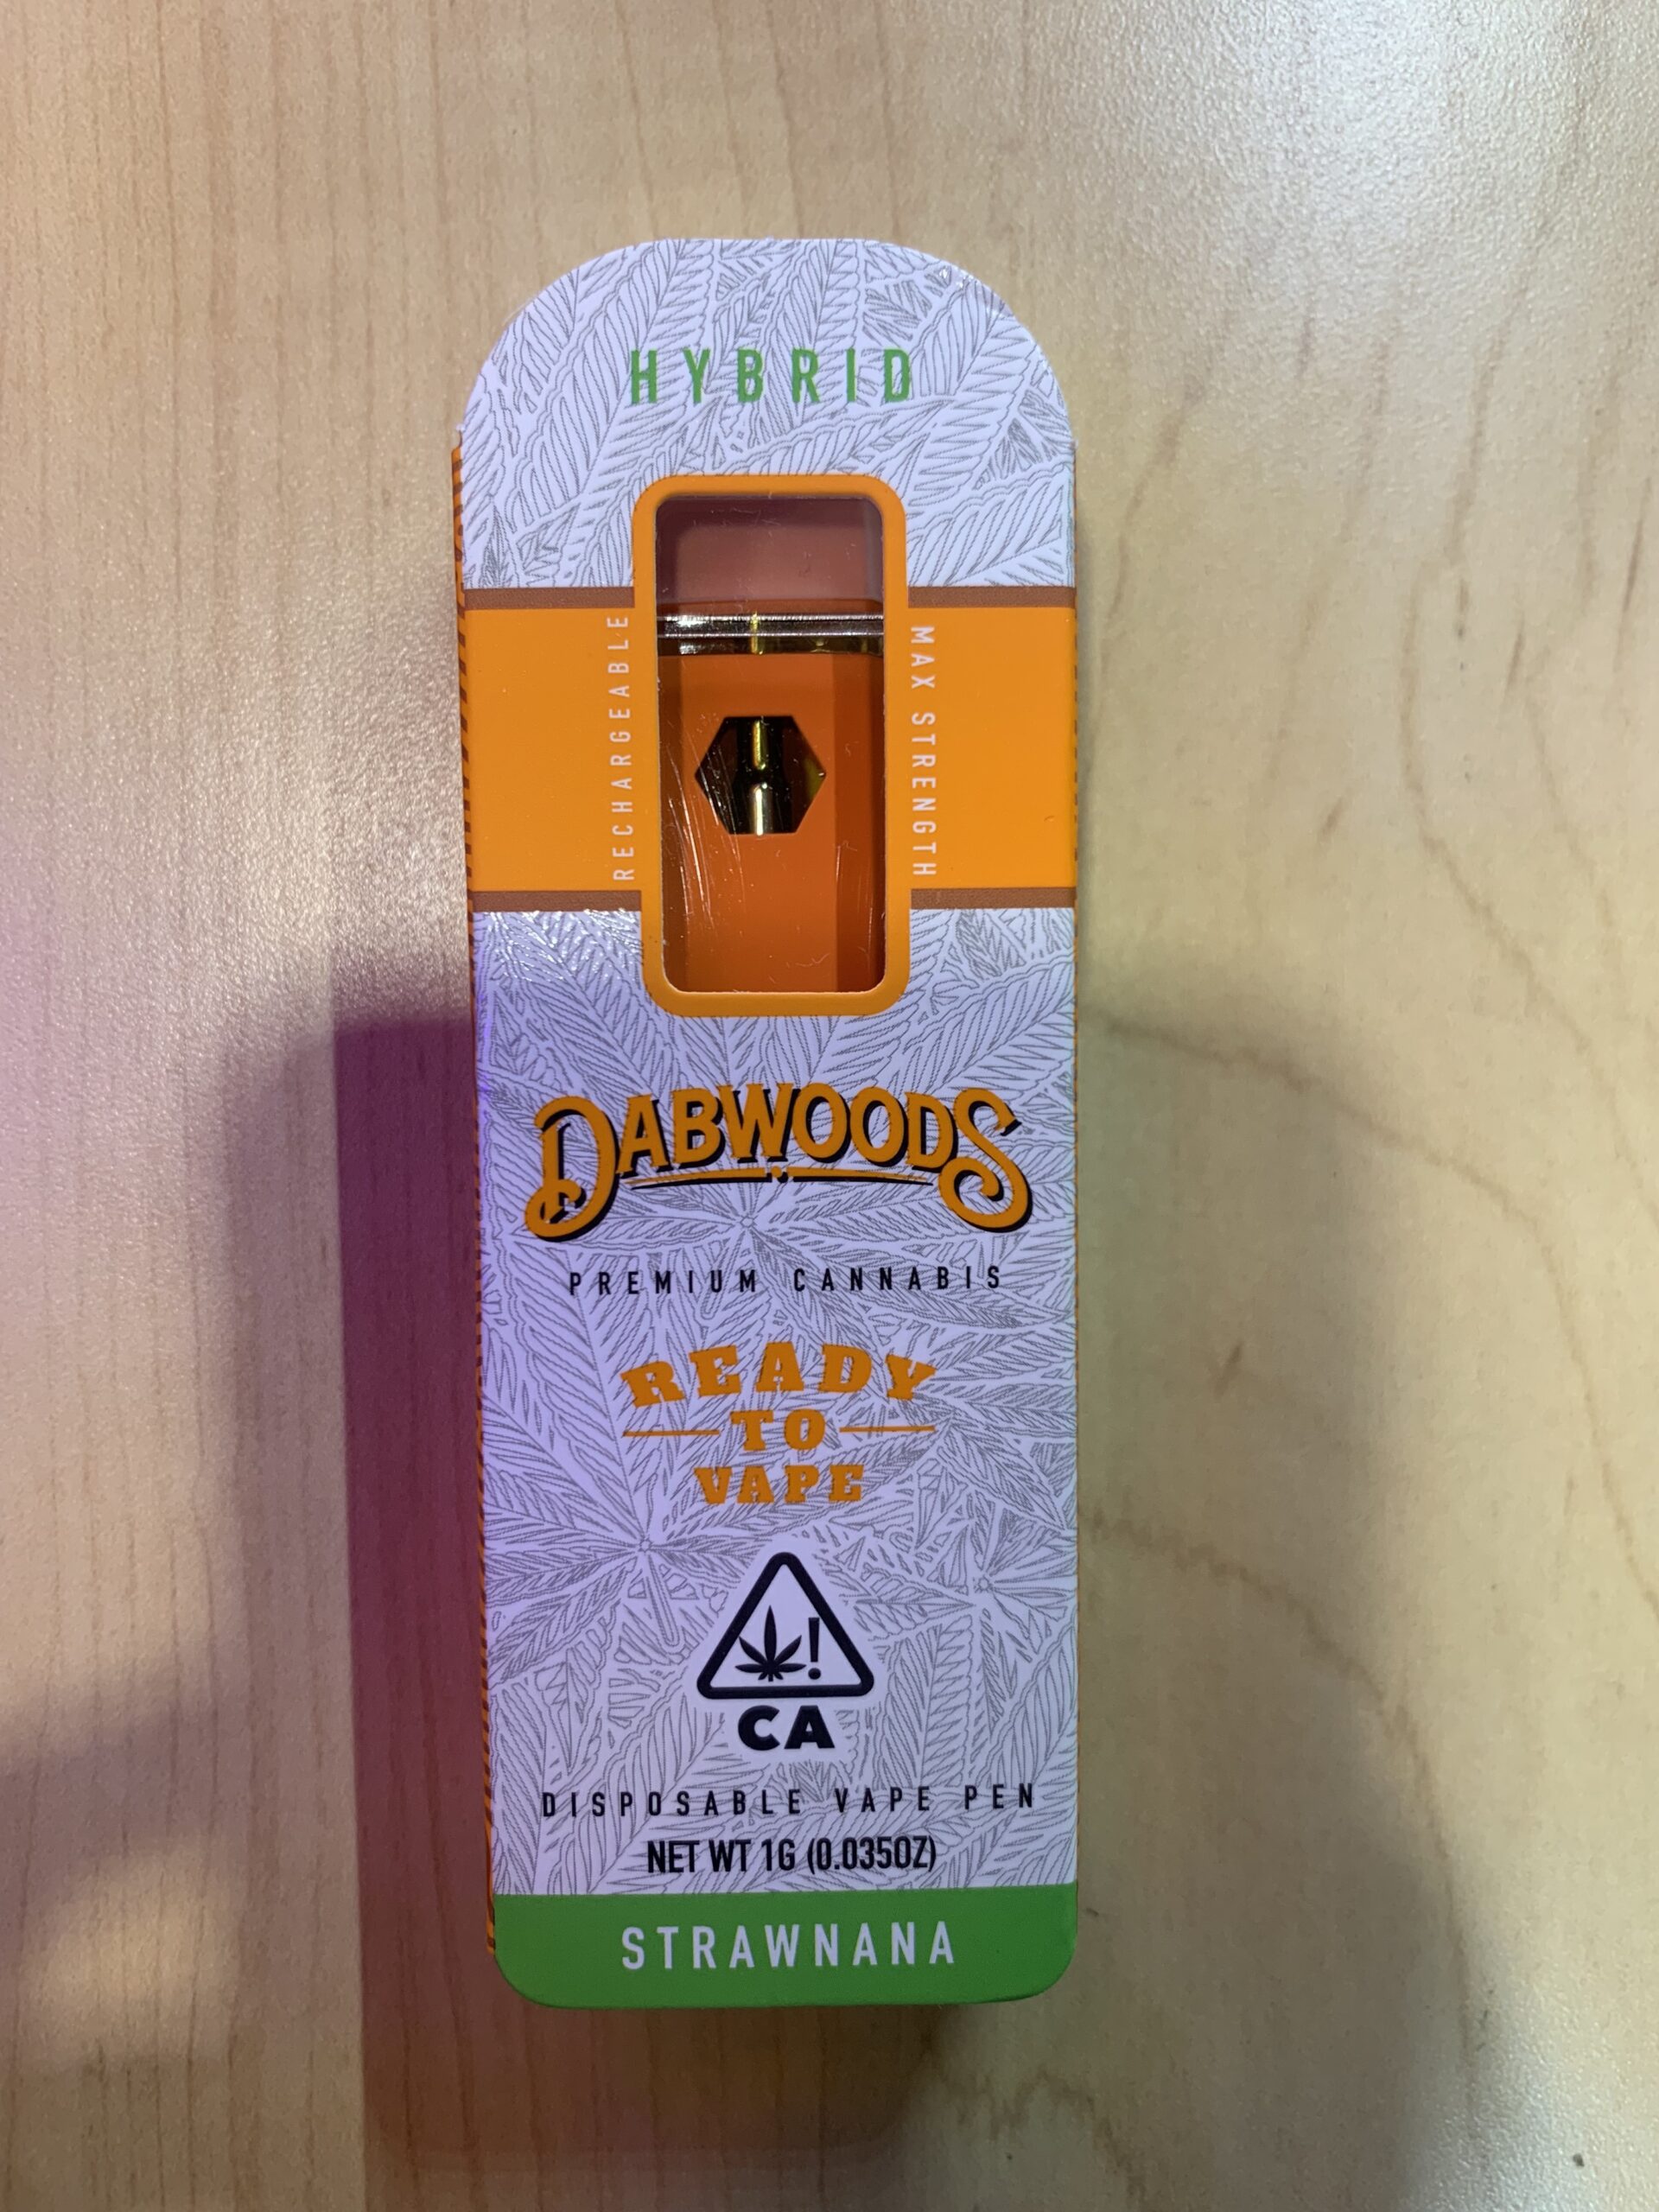 HYBRID
RECHARGEABLE
MAX STRENGTH
DABWOODS
PREMIUM CANNABIS
READY
TO
VAPE
!
CA
DISPOSABLE VAPE PEN
NET WT 1G (0.035OZ)
STRAWNANA